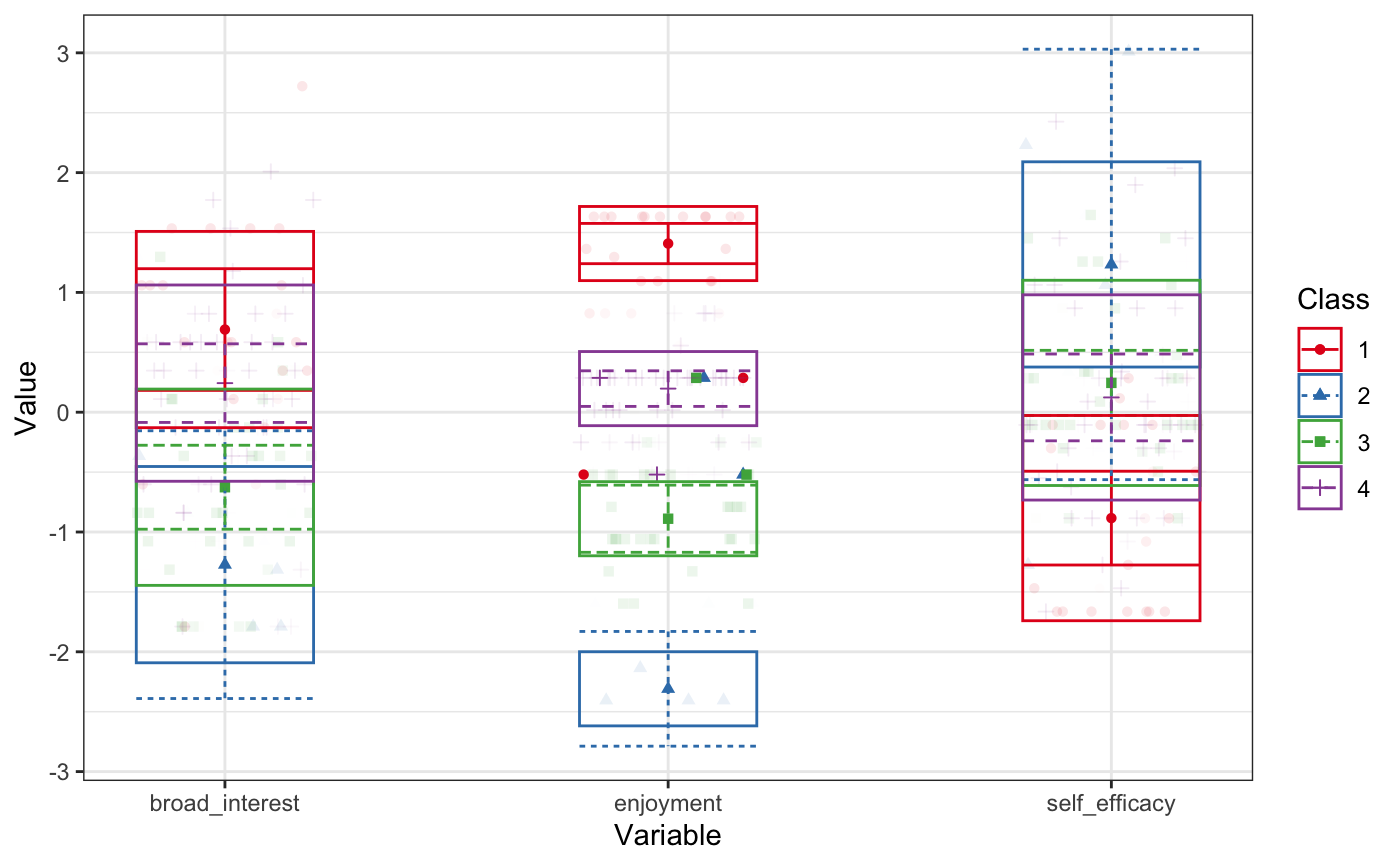 3
2
1
0
-1
-2
-3
Value
broad_interest
enjoyment
self_efficacy
Variable
Class
1
2
3
4